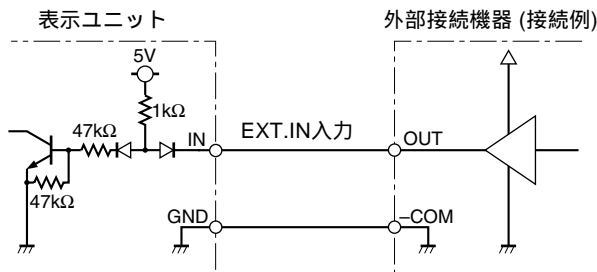 表示ユニット
外部接続機器 (接続例)
5V
1kΩ
47kΩ
IN
EXT.IN入力
OUT
47kΩ
GND
–COM